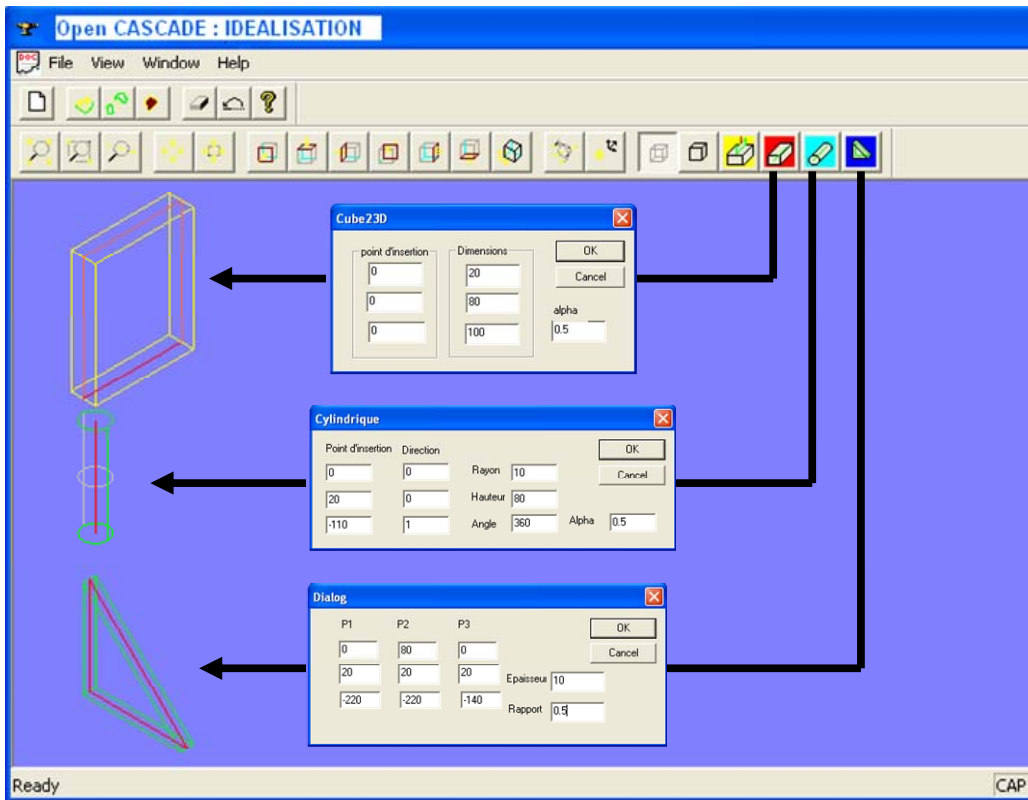 Open CASCADE : IDEALISATION
File View Window Help
Cube23D
point d'insertion
Dimensions
OK
0
20
Cancel
0
80
alpha
0
100
0.5
Cylindrique
Point d'insertion
Direction
OK
0
0
Rayon
10
Cancel
20
0
Hauteur
80
-110
1
Angle
360
Alpha
0.5
Dialog
P1
P2
P3
OK
0
80
0
Cancel
20
20
20
Epaisseur
10
-220
-220
-140
Rapport
0.5
Ready
CAP